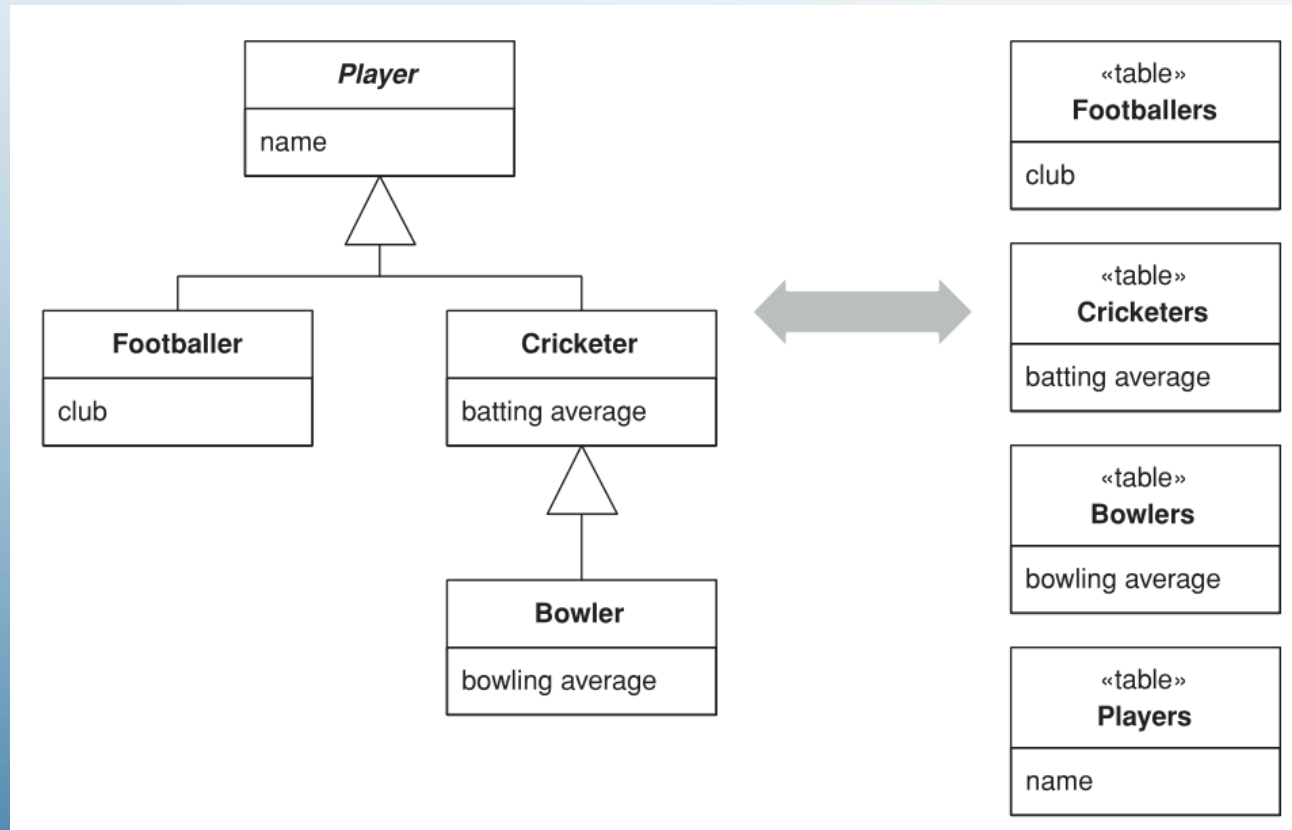 Player
name
Footballer
club
Cricketer
batting average
Bowler
bowling average
«table»
Footballers
club
«table»
Cricketers
batting average
«table»
Bowlers
bowling average
«table»
Players
name